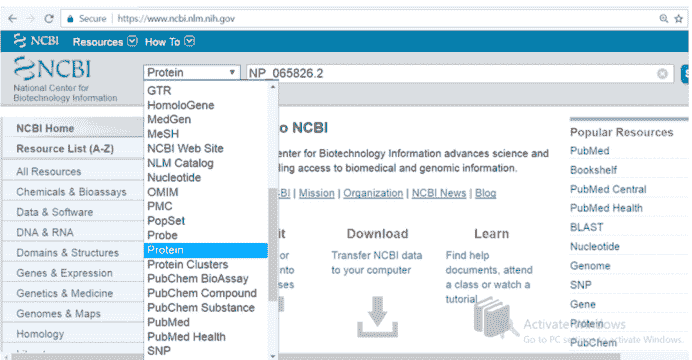 Secure https://www.ncbi.nlm.nih.gov
NCBI Resources How To
NCBI
National Center for
Biotechnology Information
Protein NP_065826.2
GTR
HomoloGene
MedGen
MeSH
NCBI Web Site
NLM Catalog
Nucleotide
OMIM
PMC
PopSet
Probe
Protein
Protein Clusters
PubChem BioAssay
PubChem Compound
PubChem Substance
PubMed
PubMed Health
SNP
NCBI Home
Resource List (A-Z)
All Resources
Chemicals & Bioassays
Data & Software
DNA & RNA
Domains & Structures
Genes & Expression
Genetics & Medicine
Genomes & Maps
Homology
o NCBI
enter for Biotechnology Information advances science and
ling access to biomedical and genomic information.
BI | Mission | Organization | NCBI News | Blog
Download
Transfer NCBI data
to your computer
Learn
Find help
documents, attend
a class or watch a
tutorial
Popular Resources
PubMed
Bookshelf
PubMed Central
PubMed Health
BLAST
Nucleotide
Genome
SNP
Gene
Protein
PubChem
Activate Windows